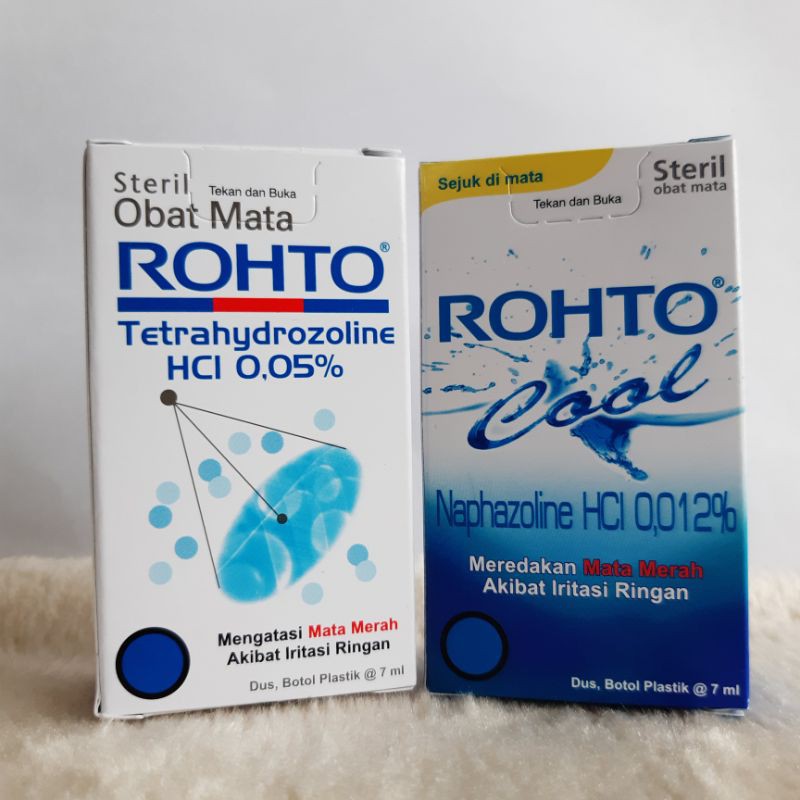 Steril
Tekan dan Buka
Obat Mata
ROHTO®
Tetrahydrozoline
HCl 0,05%
Mengatasi Mata Merah
Akibat Iritasi Ringan
Dus, Botol Plastik @ 7 ml
Sejuk di mata
Steril
obat mata
Tekan dan Buka
ROHTO®
Cool
Naphazoline HCl 0,012%
Meredakan Mata Merah
Akibat Iritasi Ringan
Dus, Botol Plastik @ 7 ml